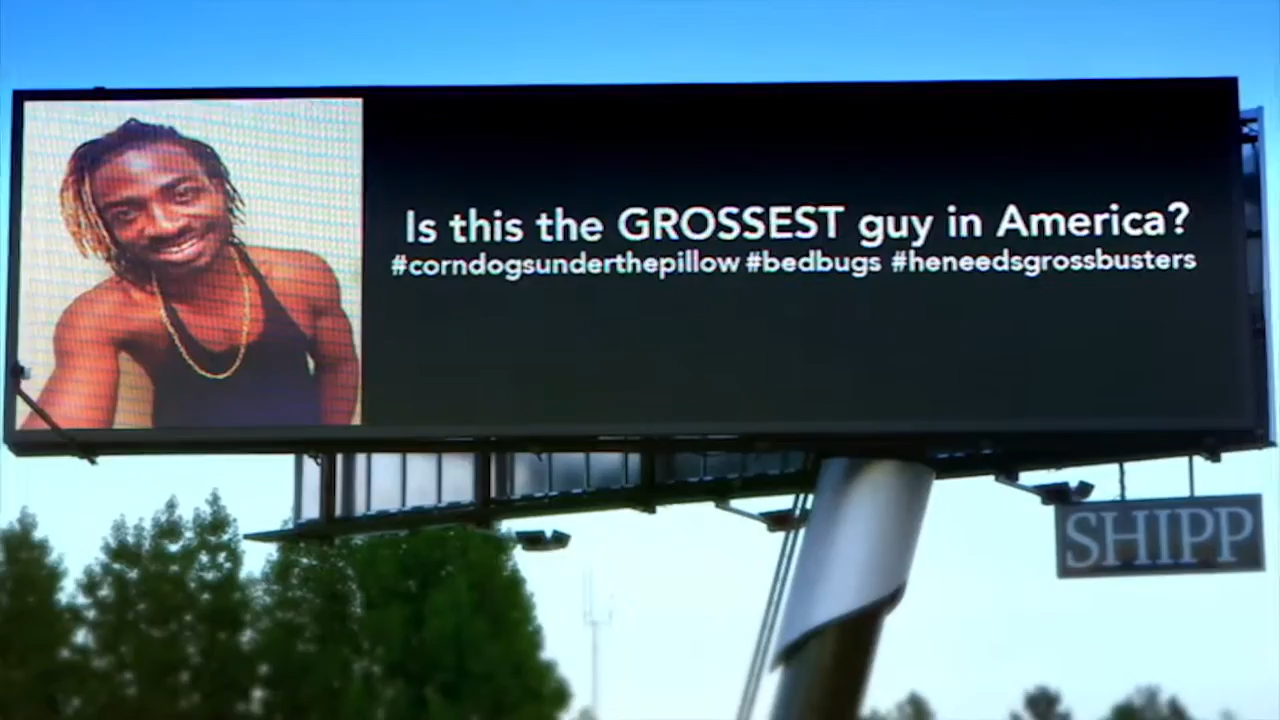 Is this the GROSSEST guy in America?
#corndogsunderthepillow #bedbugs #heneedsgrossbusters
SHIPP